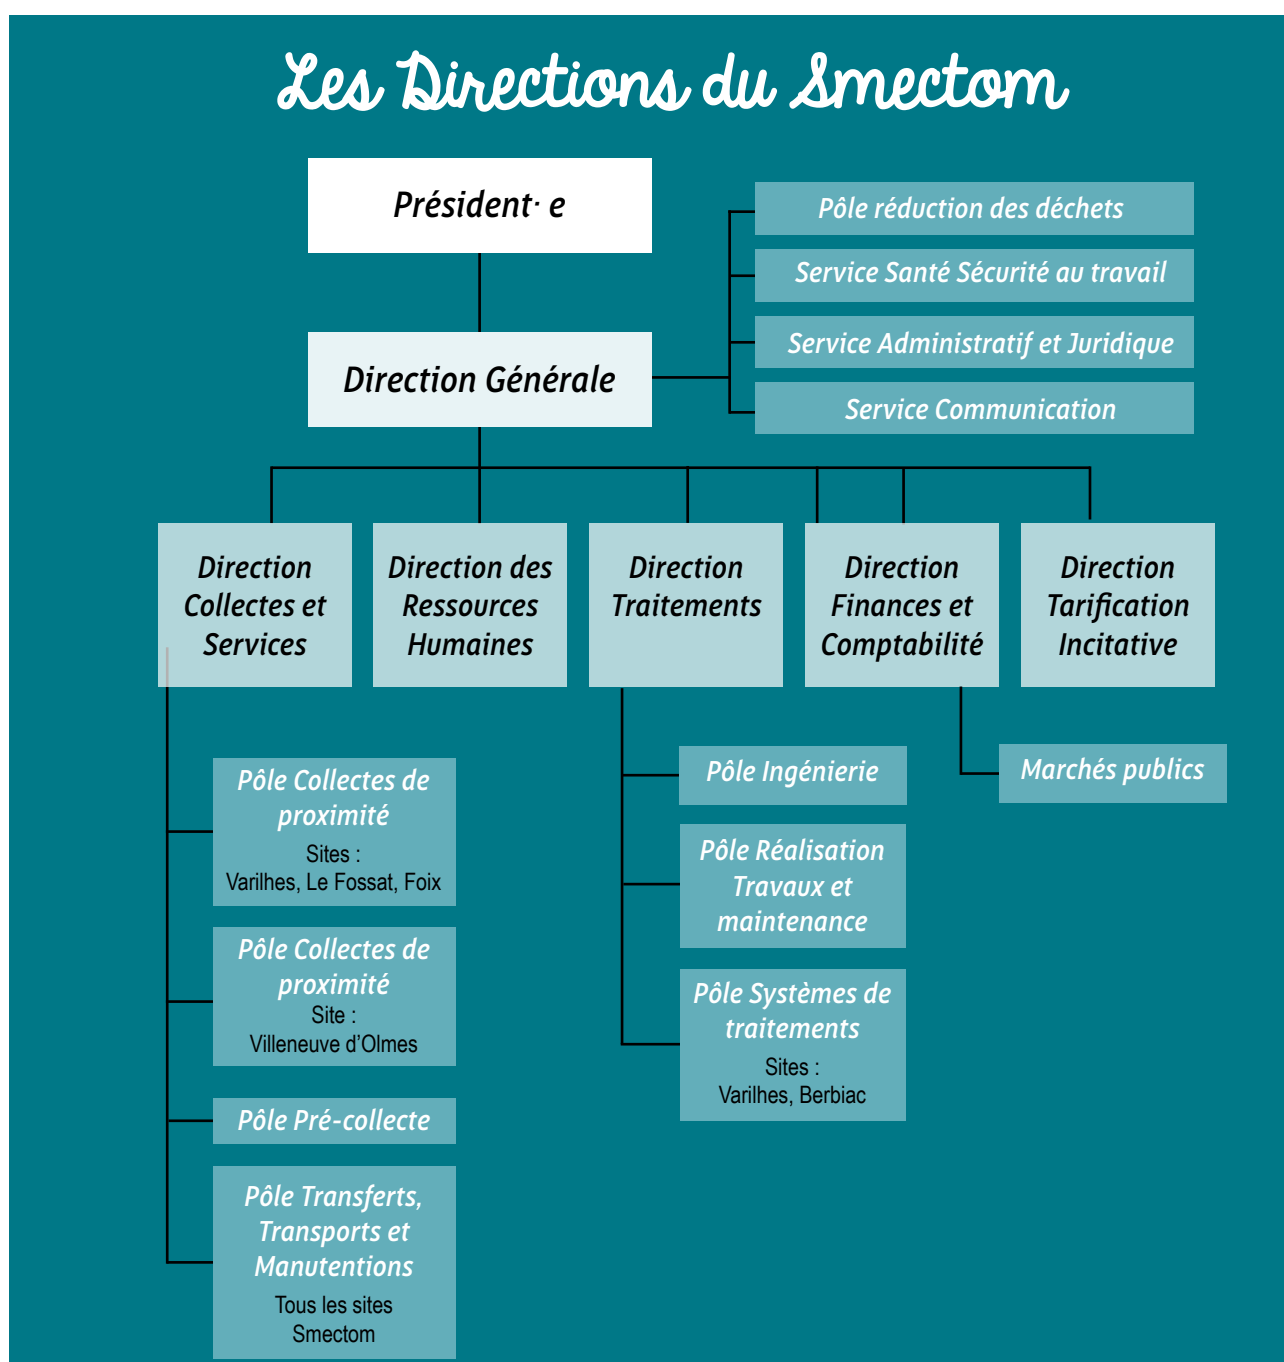 Les Directions du Smectom
Président· e
Pôle réduction des déchets
Service Santé Sécurité au travail
Service Administratif et Juridique
Service Communication
Direction Générale
Direction
Collectes et
Services
Direction des
Ressources
Humaines
Direction
Traitements
Direction
Finances et
Comptabilité
Direction
Tarification
Incitative
Pôle Collectes de
proximité
Sites :
Varilhes, Le Fossat, Foix
Pôle Collectes de
proximité
Site :
Villeneuve d’Olmes
Pôle Pré-collecte
Pôle Transferts,
Transports et
Manutentions
Tous les sites
Smectom
Pôle Ingénierie
Pôle Réalisation
Travaux et
maintenance
Pôle Systèmes de
traitements
Sites :
Varilhes, Berbiac
Marchés publics